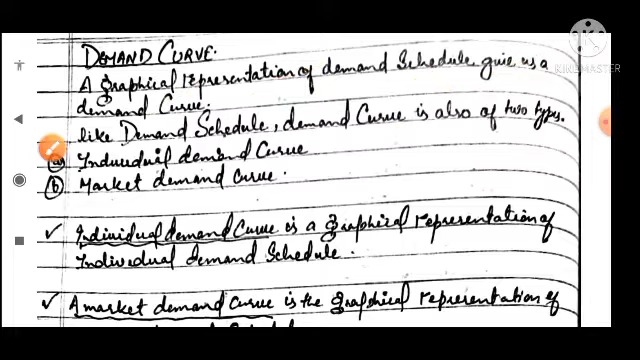 DEMAND CURVE.
A graphical representation of demand Schedule give us a
demand Curve.
like Demand Schedule, demand Curve is also of two types.
(a) Individual demand Curve
(b) Market demand curve.
✓ Individual demand Curve is a graphical representation of
Individual demand Schedule.
✓ A market demand curve is the graphical representation of
KINEMASTER